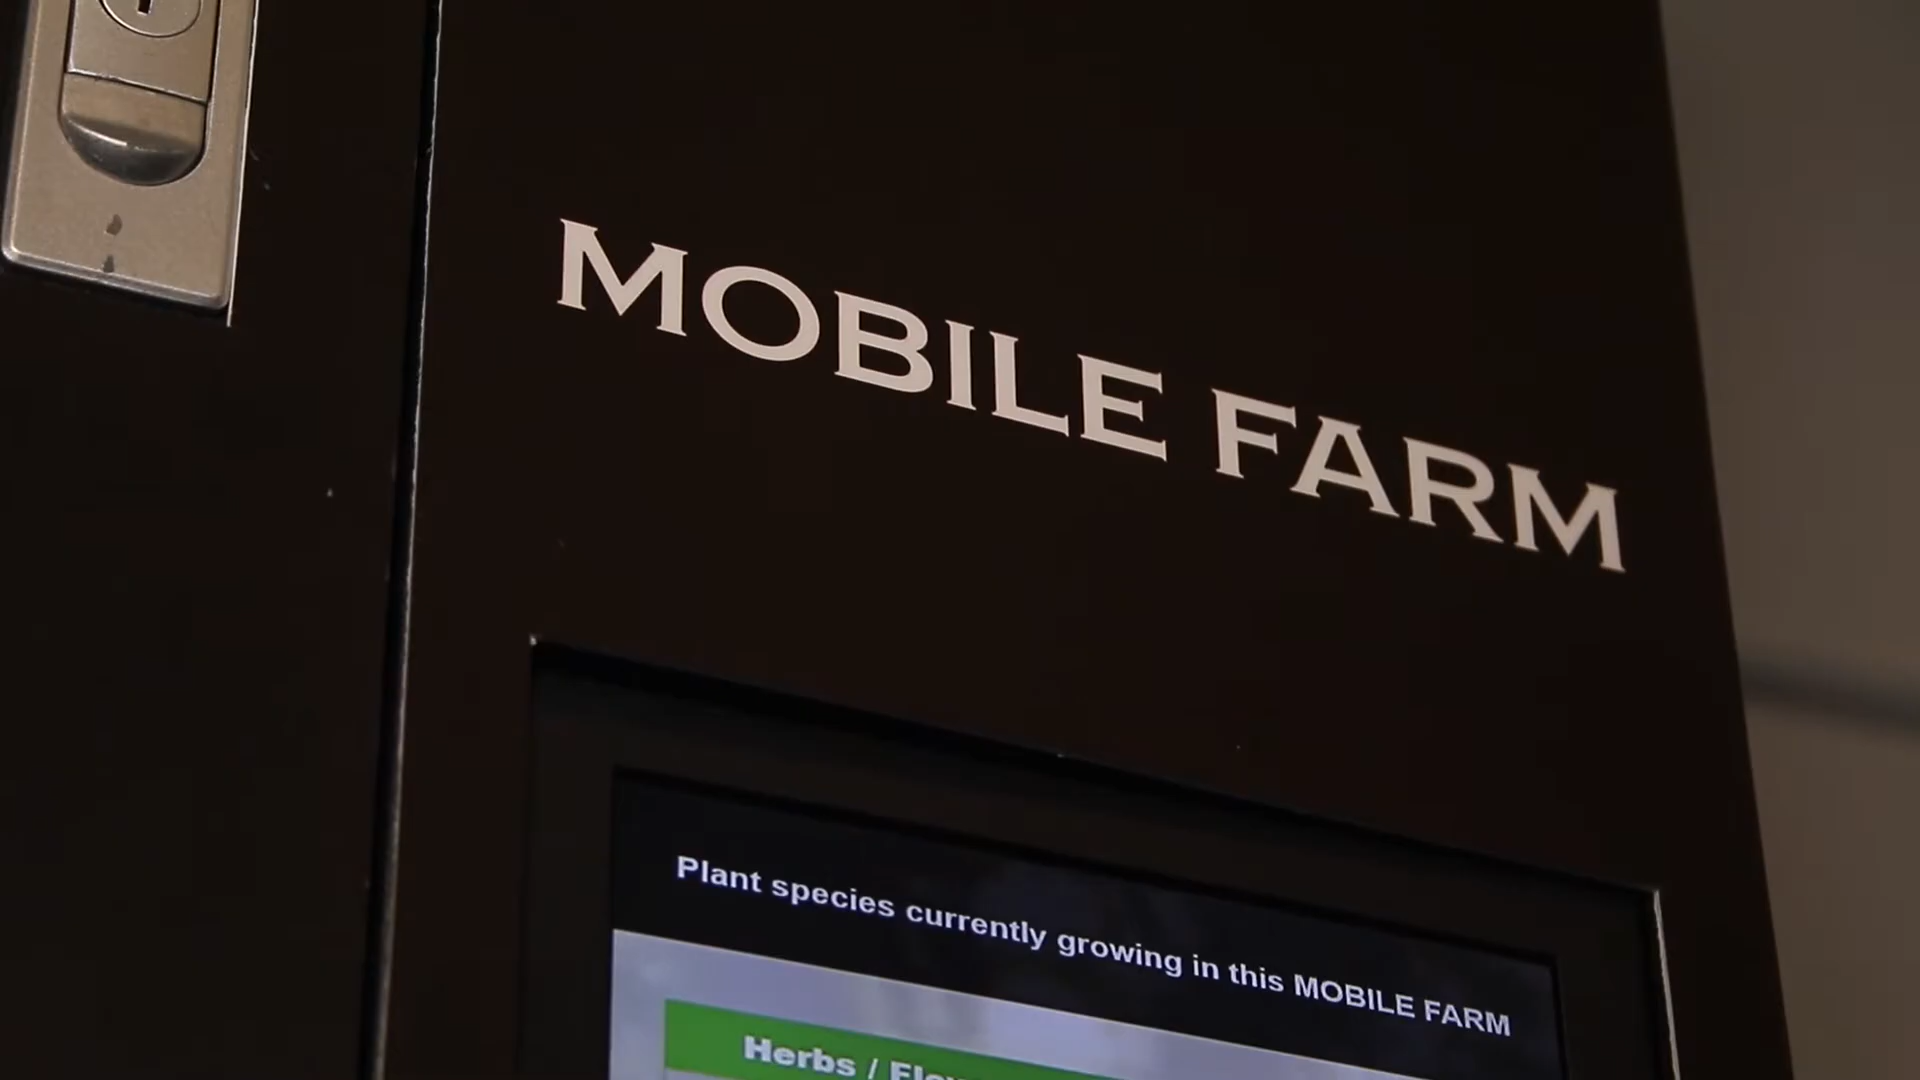 MOBILE FARM
Plant species currently growing in this MOBILE FARM
Herbs /